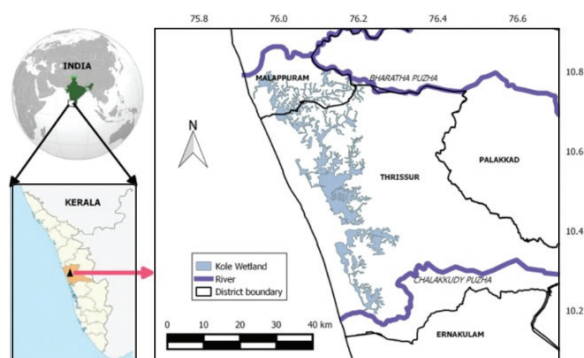 75.8 76.0 76.2 76.4 76.6
INDIA
KERALA
N
MALAPPURAM
BHARATHA PUZHA
THRISSUR
PALAKKAD
Kole Wetland
River
District boundary
CHALAKKUDY PUZHA
ERNAKULAM
0 10 20 30 40 km
10.8
10.6
10.4
10.2